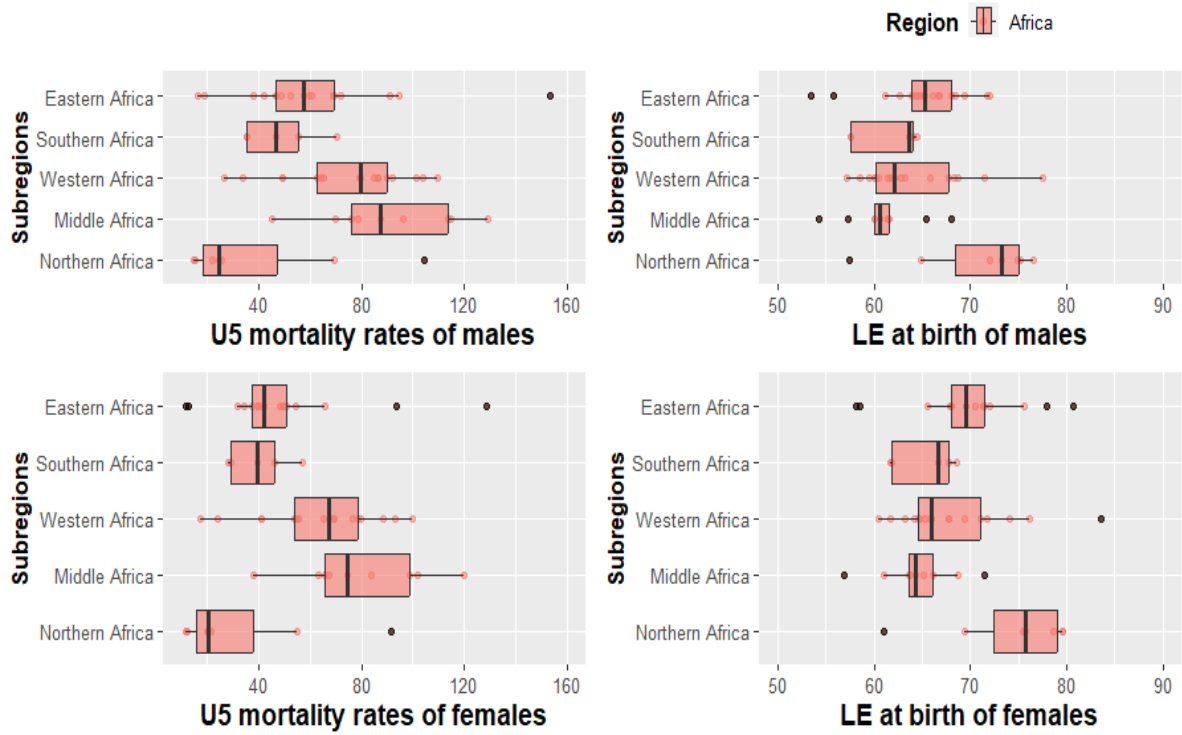 Region Africa
Subregions
Eastern Africa
Southern Africa
Western Africa
Middle Africa
Northern Africa
40 80 120 160
U5 mortality rates of males
Subregions
Eastern Africa
Southern Africa
Western Africa
Middle Africa
Northern Africa
50 60 70 80 90
LE at birth of males
Subregions
Eastern Africa
Southern Africa
Western Africa
Middle Africa
Northern Africa
40 80 120 160
U5 mortality rates of females
Subregions
Eastern Africa
Southern Africa
Western Africa
Middle Africa
Northern Africa
50 60 70 80 90
LE at birth of females